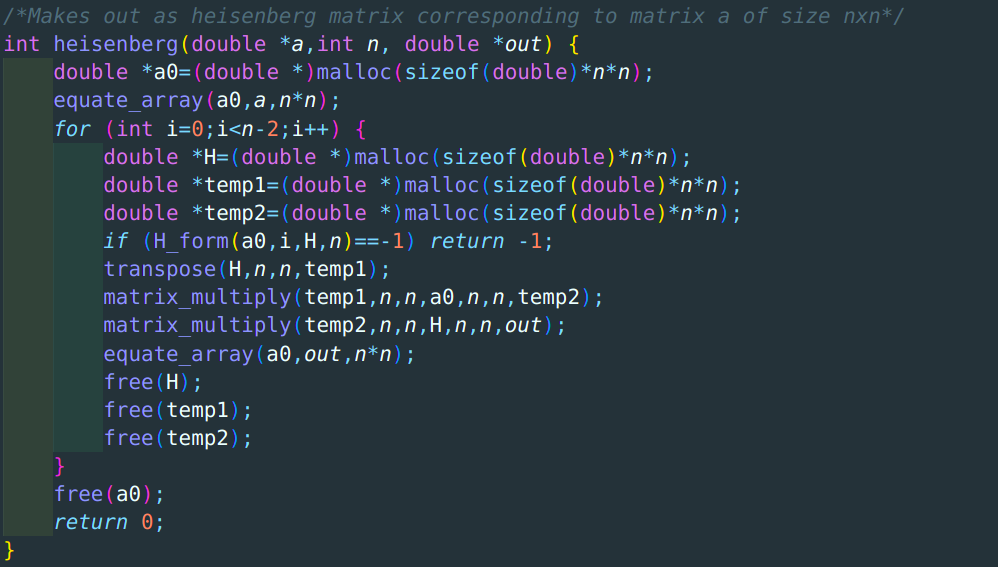 /*Makes out as heisenberg matrix corresponding to matrix a of size nxn*/
int heisenberg(double *a,int n, double *out) {
    double *a0=(double *)malloc(sizeof(double)*n*n);
    equate_array(a0,a,n*n);
    for (int i=0;i<n-2;i++) {
        double *H=(double *)malloc(sizeof(double)*n*n);
        double *temp1=(double *)malloc(sizeof(double)*n*n);
        double *temp2=(double *)malloc(sizeof(double)*n*n);
        if (H_form(a0,i,H,n)==-1) return -1;
        transpose(H,n,n,temp1);
        matrix_multiply(temp1,n,n,a0,n,n,temp2);
        matrix_multiply(temp2,n,n,H,n,n,out);
        equate_array(a0,out,n*n);
        free(H);
        free(temp1);
        free(temp2);
    }
    free(a0);
    return 0;
}